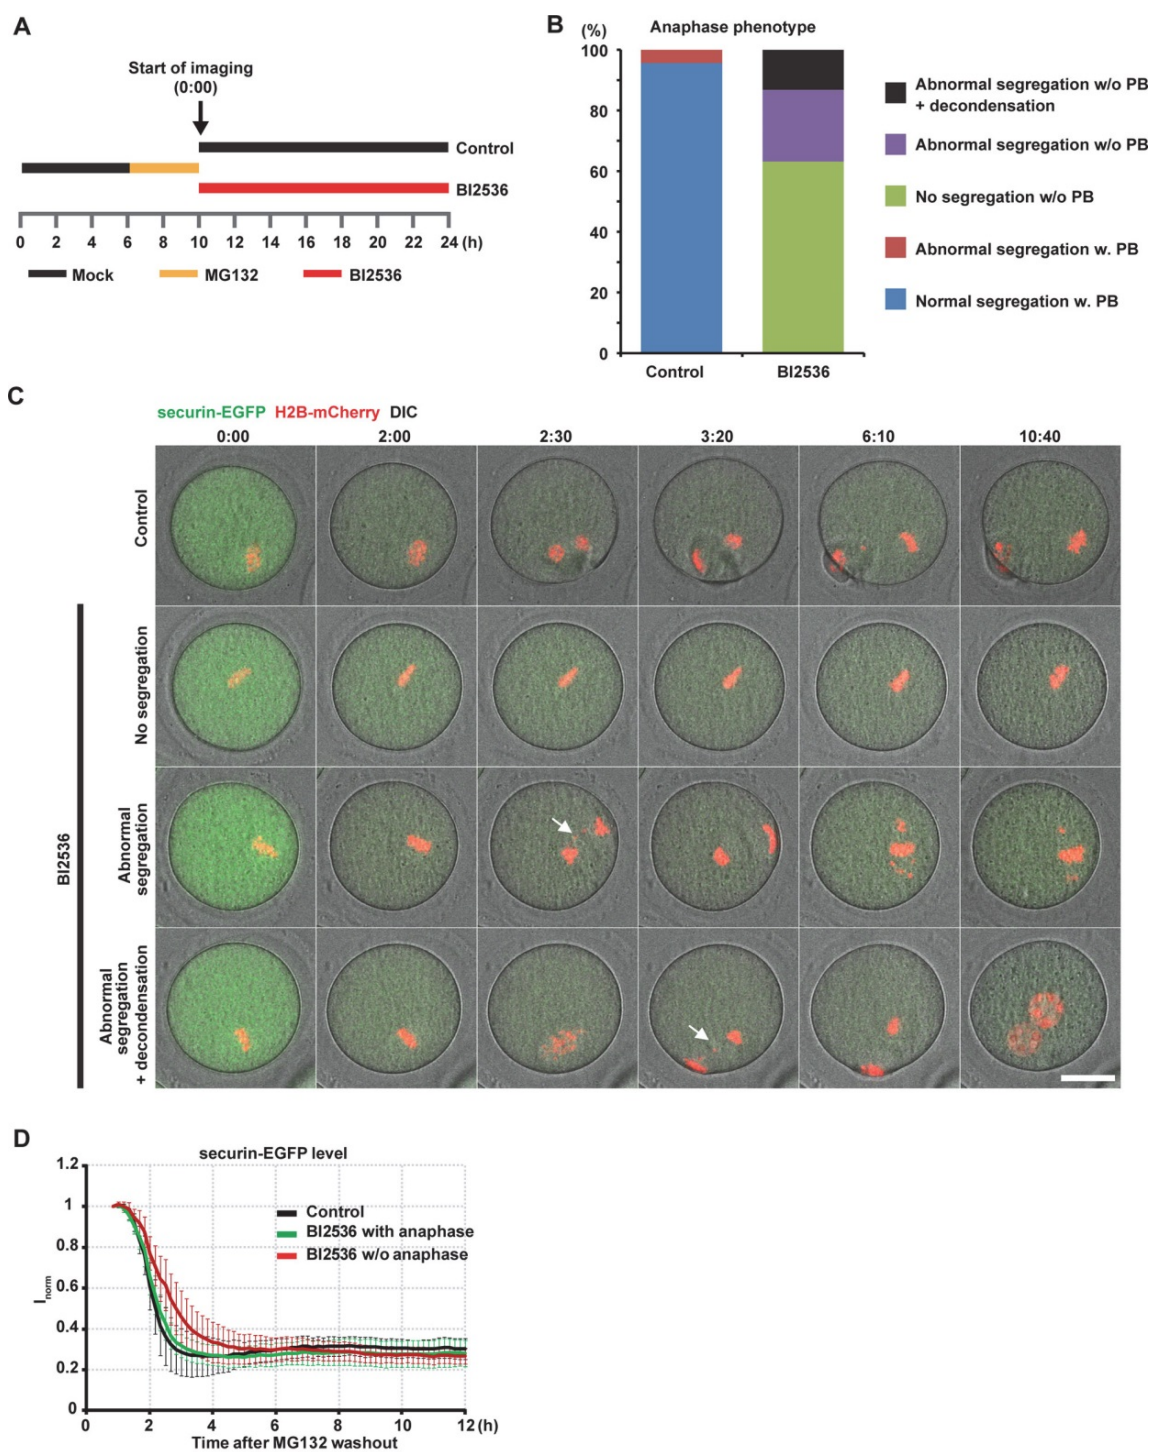 A
Start of imaging
(0:00)
Control
BI2536
0 2 4 6 8 10 12 14 16 18 20 22 24 (h)
Mock MG132 BI2536
B
(%) Anaphase phenotype
100
80
60
40
20
0
Control BI2536
Abnormal segregation w/o PB
+ decondensation
Abnormal segregation w/o PB
No segregation w/o PB
Abnormal segregation w. PB
Normal segregation w. PB
C
securin-EGFP H2B-mCherry DIC
0:00 2:00 2:30 3:20 6:10 10:40
Control
BI2536
No segregation
Abnormal
segregation
Abnormal
segregation
+ decondensation
D
securin-EGFP level
1.2
1
0.8
0.6
0.4
0.2
0
Inorm
Control
BI2536 with anaphase
BI2536 w/o anaphase
0 2 4 6 8 10 12 (h)
Time after MG132 washout